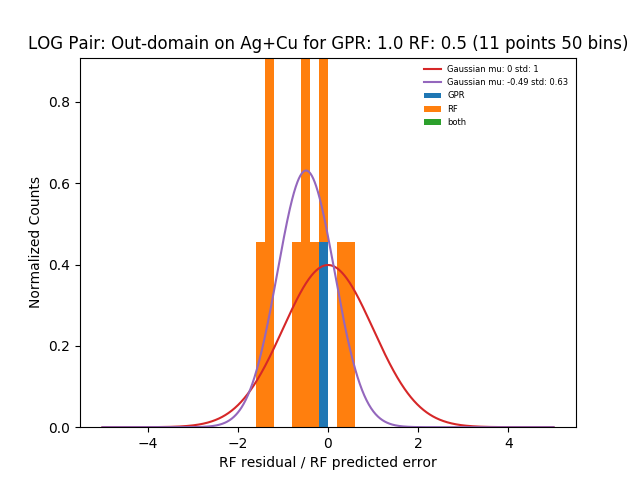 LOG Pair: Out-domain on Ag+Cu for GPR: 1.0 RF: 0.5 (11 points 50 bins)
Gaussian mu: 0 std: 1
Gaussian mu: -0.49 std: 0.63
GPR
RF
both
Normalized Counts
0.8
0.6
0.4
0.2
0.0
−4
−2
0
2
4
RF residual / RF predicted error